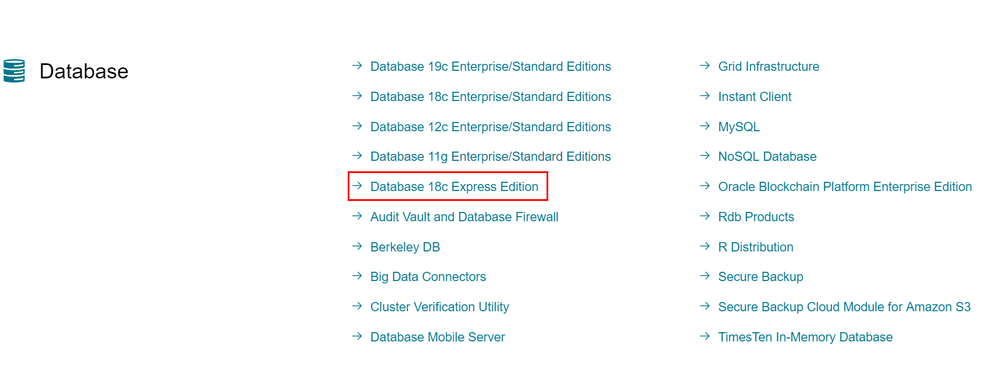 Database
Database 19c Enterprise/Standard Editions
Database 18c Enterprise/Standard Editions
Database 12c Enterprise/Standard Editions
Database 11g Enterprise/Standard Editions
Database 18c Express Edition
Audit Vault and Database Firewall
Berkeley DB
Big Data Connectors
Cluster Verification Utility
Database Mobile Server
Grid Infrastructure
Instant Client
MySQL
NoSQL Database
Oracle Blockchain Platform Enterprise Edition
Rdb Products
R Distribution
Secure Backup
Secure Backup Cloud Module for Amazon S3
TimesTen In-Memory Database